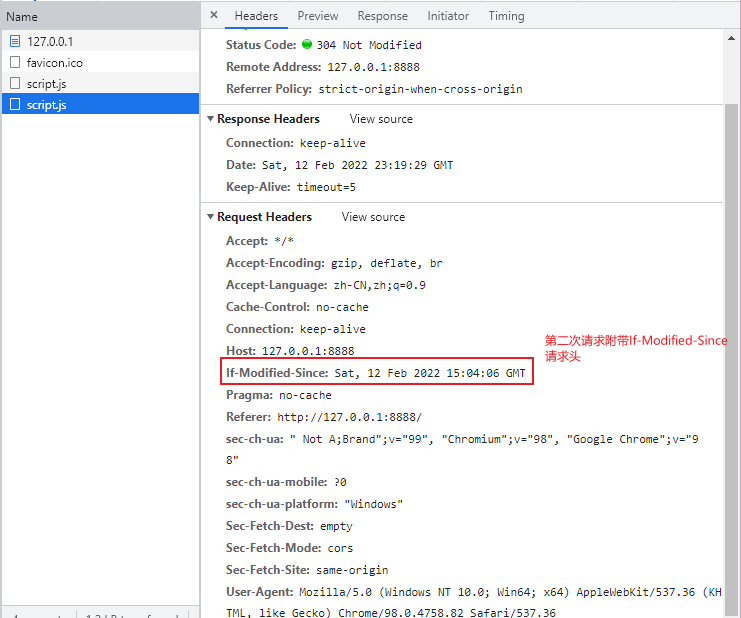 Name
127.0.0.1
favicon.ico
script.js
script.js
× Headers Preview Response Initiator Timing
Status Code: 304 Not Modified
Remote Address: 127.0.0.1:8888
Referrer Policy: strict-origin-when-cross-origin
Response Headers View source
Connection: keep-alive
Date: Sat, 12 Feb 2022 23:19:29 GMT
Keep-Alive: timeout=5
Request Headers View source
Accept: */*
Accept-Encoding: gzip, deflate, br
Accept-Language: zh-CN,zh;q=0.9
Cache-Control: no-cache
Connection: keep-alive
Host: 127.0.0.1:8888
If-Modified-Since: Sat, 12 Feb 2022 15:04:06 GMT
第二次请求附带If-Modified-Since
请求头
Pragma: no-cache
Referer: http://127.0.0.1:8888/
sec-ch-ua: " Not A;Brand";v="99", "Chromium";v="98", "Google Chrome";v="9
8"
sec-ch-ua-mobile: ?0
sec-ch-ua-platform: "Windows"
Sec-Fetch-Dest: empty
Sec-Fetch-Mode: cors
Sec-Fetch-Site: same-origin
User-Agent: Mozilla/5.0 (Windows NT 10.0; Win64; x64) AppleWebKit/537.36 (KH
TML, like Gecko) Chrome/98.0.4758.82 Safari/537.36